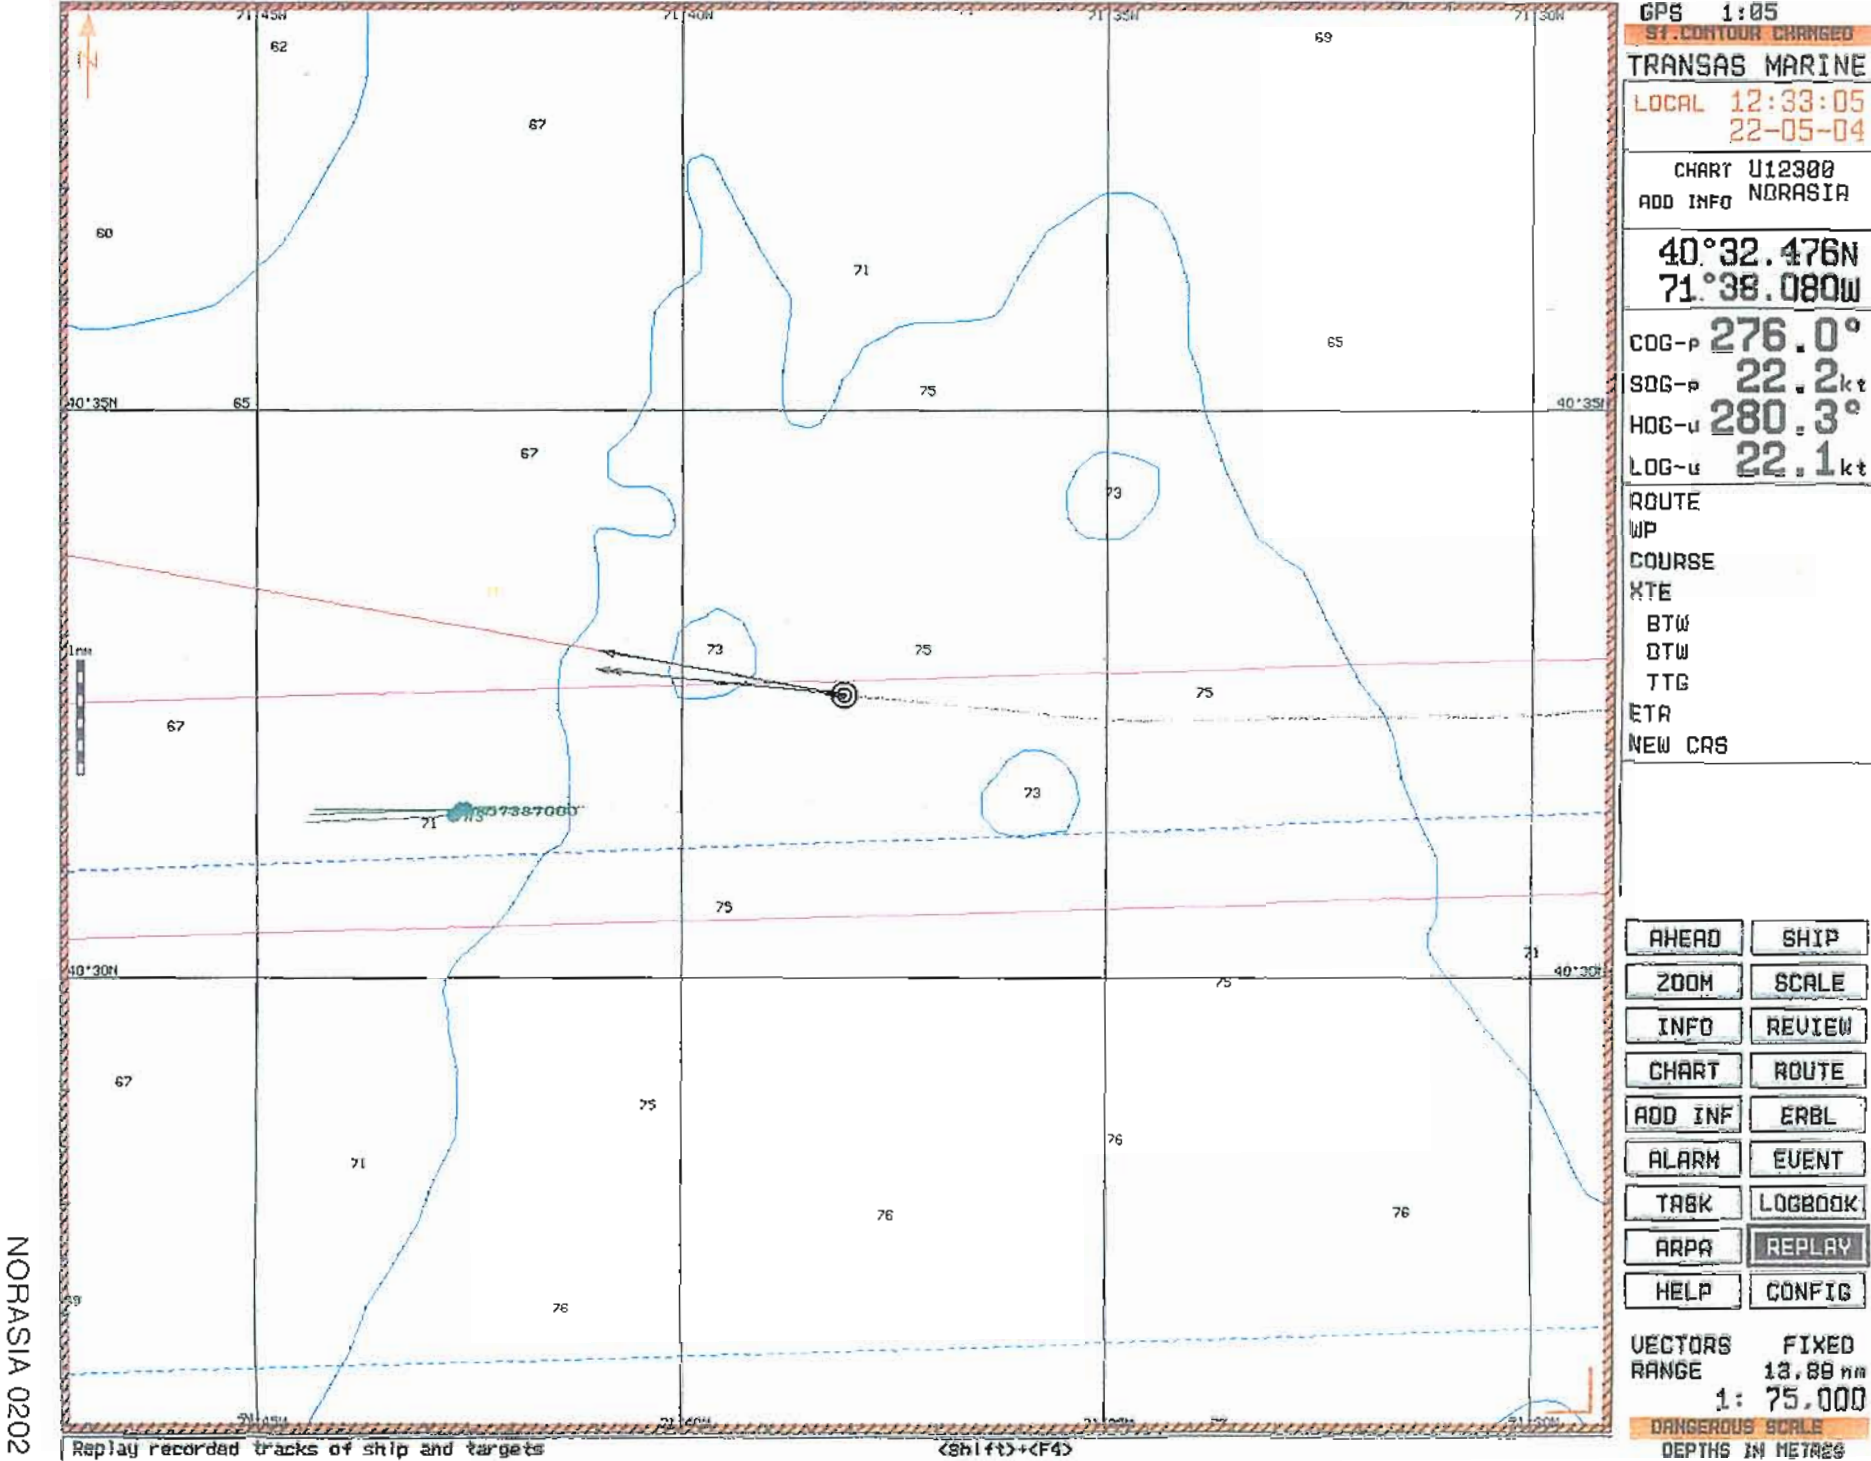 71°45W 71°40W 71°35W 71°30W
N
62
69
67
60
71
65
75
40°35N 65 40°35N
67
73
1nm
73 75
75
67
73
71
75
40°30N 71 40°30N
75
67
75
76
71
76 76
76
Replay recorded tracks of ship and targets <Shift>+<F4>
NORASIA 0202
GPS 1:05
Sf.CONTOUR CHANGED
TRANSAS MARINE
LOCAL 12:33:05
22-05-04
CHART U12300
ADD INFO NORASIA
40°32.476N
71°38.080W
COG-p 276.0°
SOG-p 22.2kt
HDG-u 280.3°
LOG-u 22.1kt
ROUTE
WP
COURSE
XTE
BTW
DTW
TTG
ETA
NEW CRS
AHEAD SHIP
ZOOM SCALE
INFO REVIEW
CHART ROUTE
ADD INF ERBL
ALARM EVENT
TASK LOGBOOK
ARPA REPLAY
HELP CONFIG
VECTORS FIXED
RANGE 13.89 nm
1: 75.000
DANGEROUS SCALE
DEPTHS IN METRES